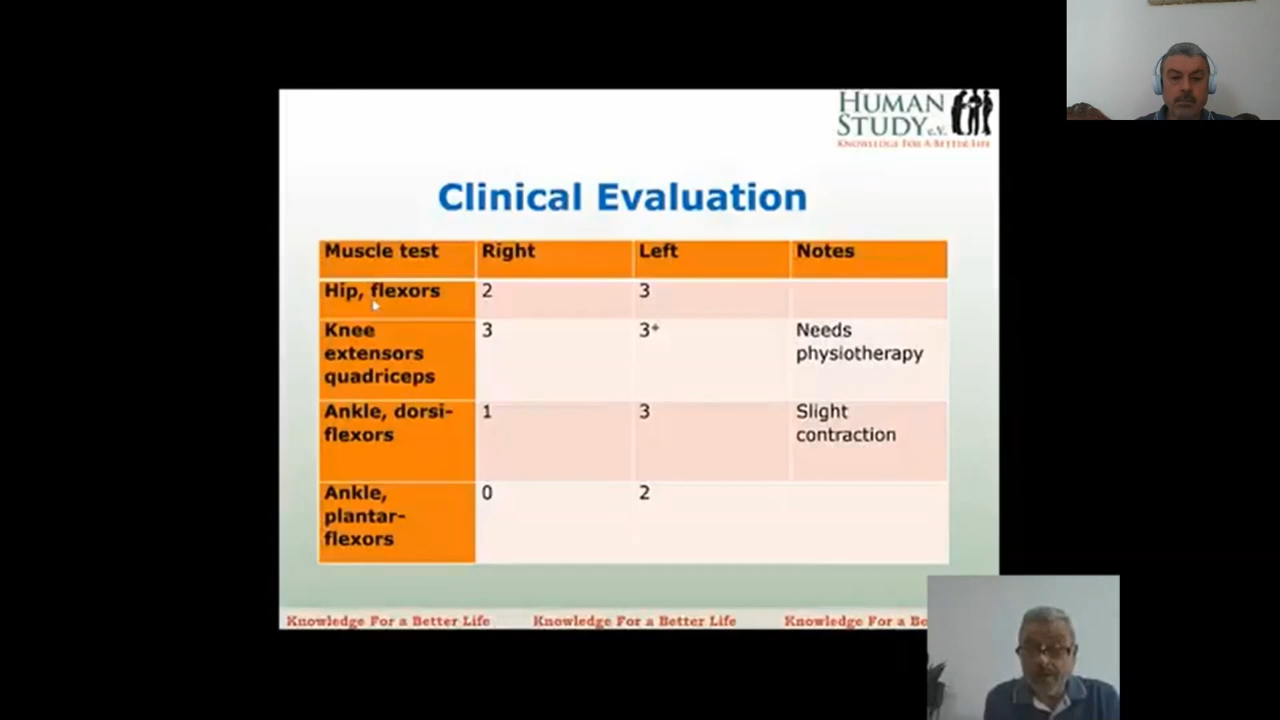 HUMAN
STUDY e.V.
KNOWLEDGE FOR A BETTER LIFE
Clinical Evaluation
Muscle test Right Left Notes
Hip, flexors 2 3
Knee extensors quadriceps 3 3+ Needs physiotherapy
Ankle, dorsi-flexors 1 3 Slight contraction
Ankle, plantar-flexors 0 2
Knowledge For a Better Life Knowledge For a Better Life Knowledge For a Be